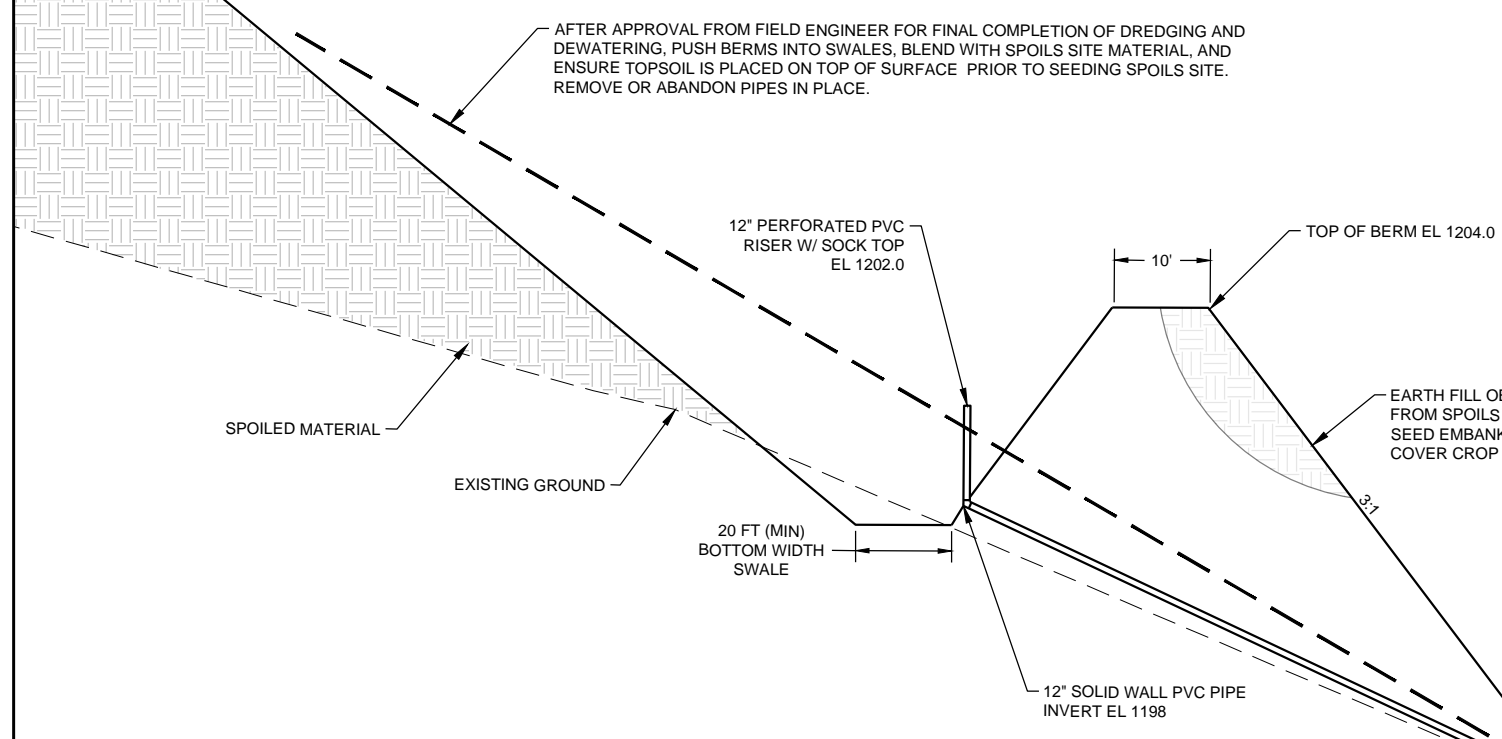 AFTER APPROVAL FROM FIELD ENGINEER FOR FINAL COMPLETION OF DREDGING AND
DEWATERING, PUSH BERMS INTO SWALES, BLEND WITH SPOILS SITE MATERIAL, AND
ENSURE TOPSOIL IS PLACED ON TOP OF SURFACE PRIOR TO SEEDING SPOILS SITE.
REMOVE OR ABANDON PIPES IN PLACE.
12" PERFORATED PVC
RISER W/ SOCK TOP
EL 1202.0
TOP OF BERM EL 1204.0
10'
EARTH FILL
FROM SPOILS
SEED
COVER CROP
3:1
SPOILED MATERIAL
EXISTING GROUND
20 FT (MIN)
BOTTOM WIDTH
SWALE
12" SOLID WALL PVC PIPE
INVERT EL 1198